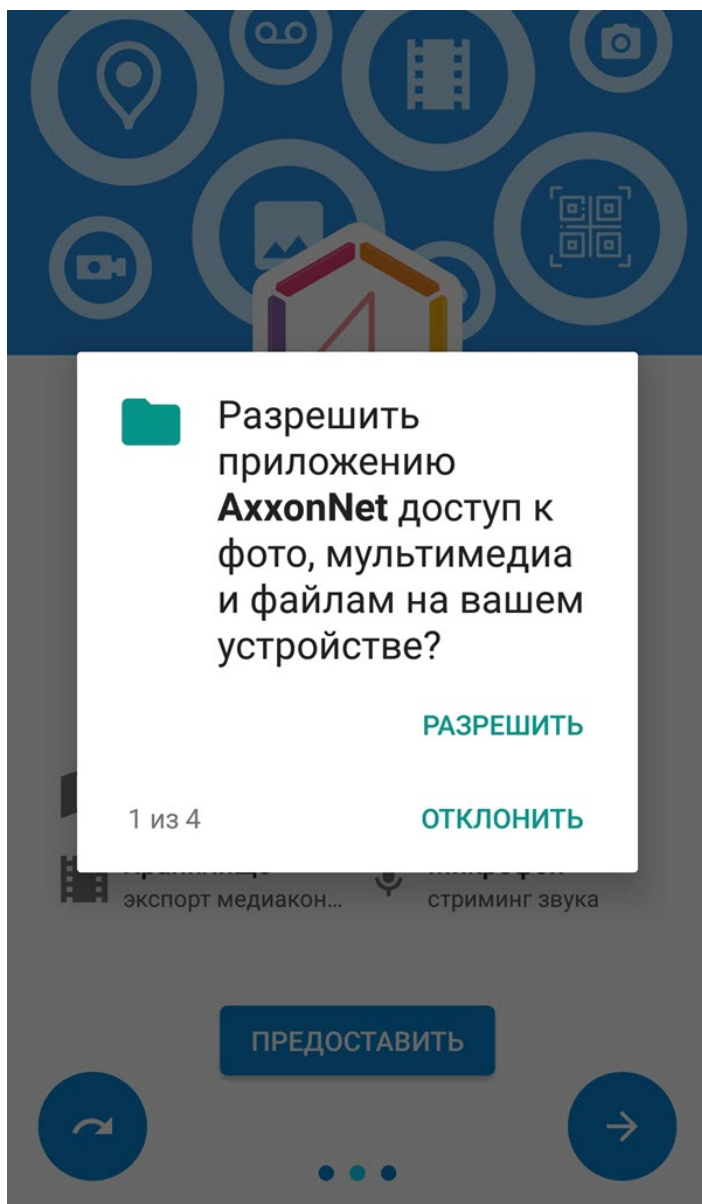 Разрешить
приложению
AxxonNet доступ к
фото, мультимедиа
и файлам на вашем
устройстве?
РАЗРЕШИТЬ
1 из 4
ОТКЛОНИТЬ
экспорт медиакон...
стриминг звука
ПРЕДОСТАВИТЬ